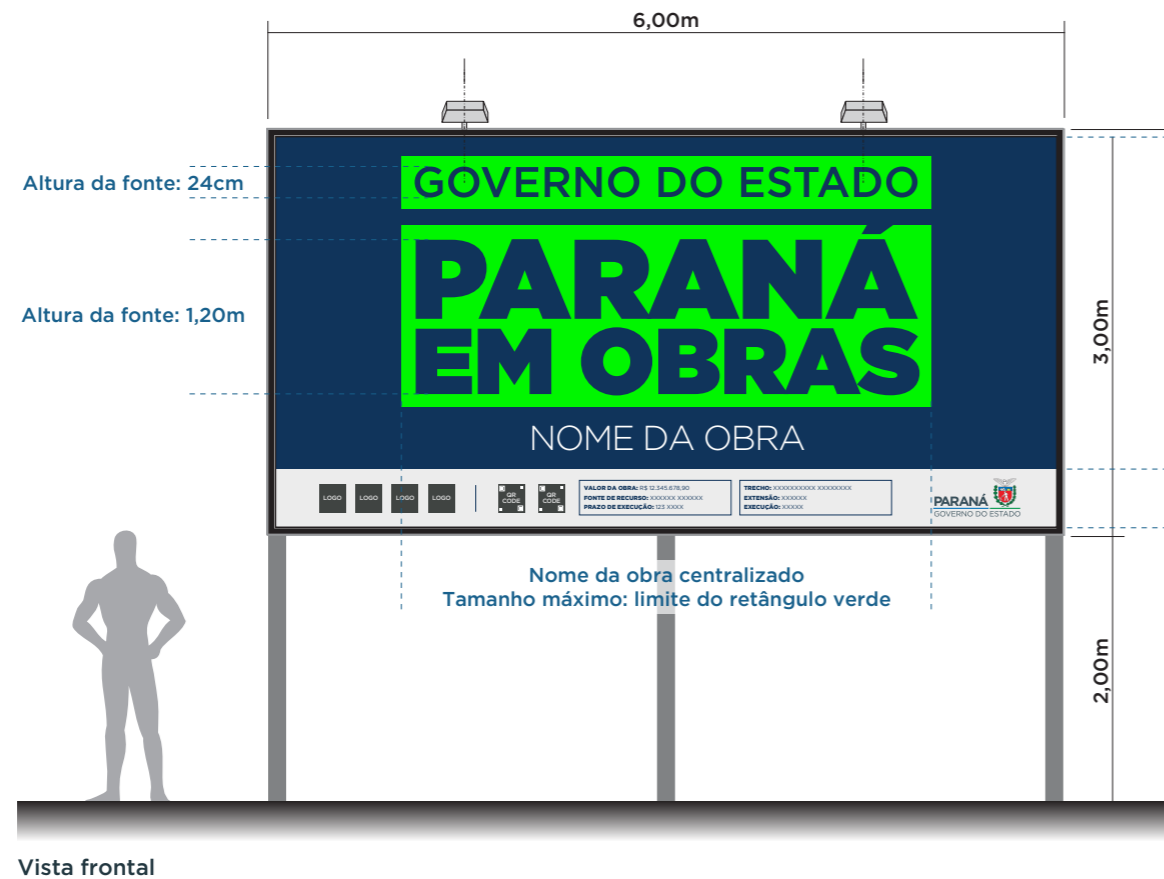 6,00m
Altura da fonte: 24cm
GOVERNO DO ESTADO
Altura da fonte: 1,20m
PARANÁ
EM OBRAS
3,00m
NOME DA OBRA
LOGO LOGO LOGO LOGO
QR
CODE
QR
CODE
VALOR DA OBRA: R$ 12.345.678,90
FONTE DE RECURSO: XXXXXX XXXXXX
PRAZO DE EXECUÇÃO: 123 XXXX
TRECHO: XXXXXXXXXX XXXXXXXX
EXTENSÃO: XXXXXX
EXECUÇÃO: XXXXX
PARANÁ
GOVERNO DO ESTADO
Nome da obra centralizado
Tamanho máximo: limite do retângulo verde
2,00m
Vista frontal